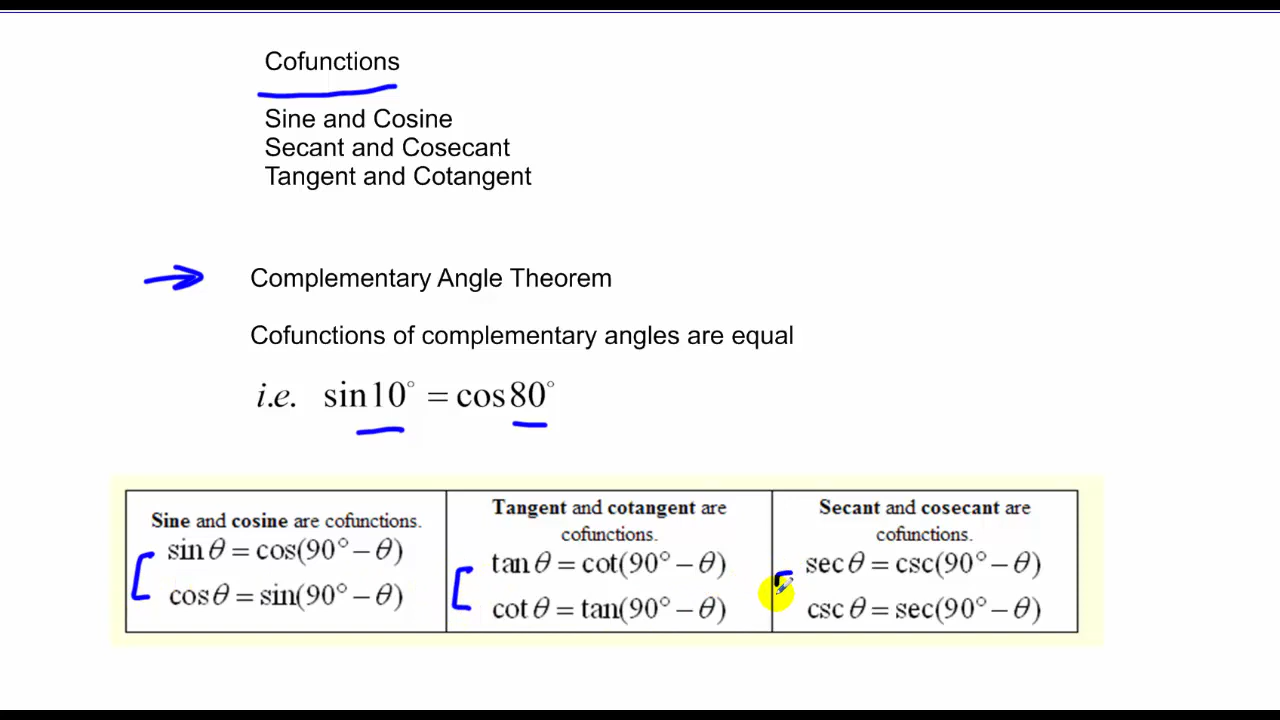 Cofunctions
Sine and Cosine
Secant and Cosecant
Tangent and Cotangent
Complementary Angle Theorem
Cofunctions of complementary angles are equal
i.e. sin10° = cos80°
Sine and cosine are cofunctions.
sin θ = cos(90° – θ)
cos θ = sin(90° – θ)
Tangent and cotangent are
cofunctions.
tan θ = cot(90° – θ)
cot θ = tan(90° – θ)
Secant and cosecant are
cofunctions.
sec θ = csc(90° – θ)
csc θ = sec(90° – θ)